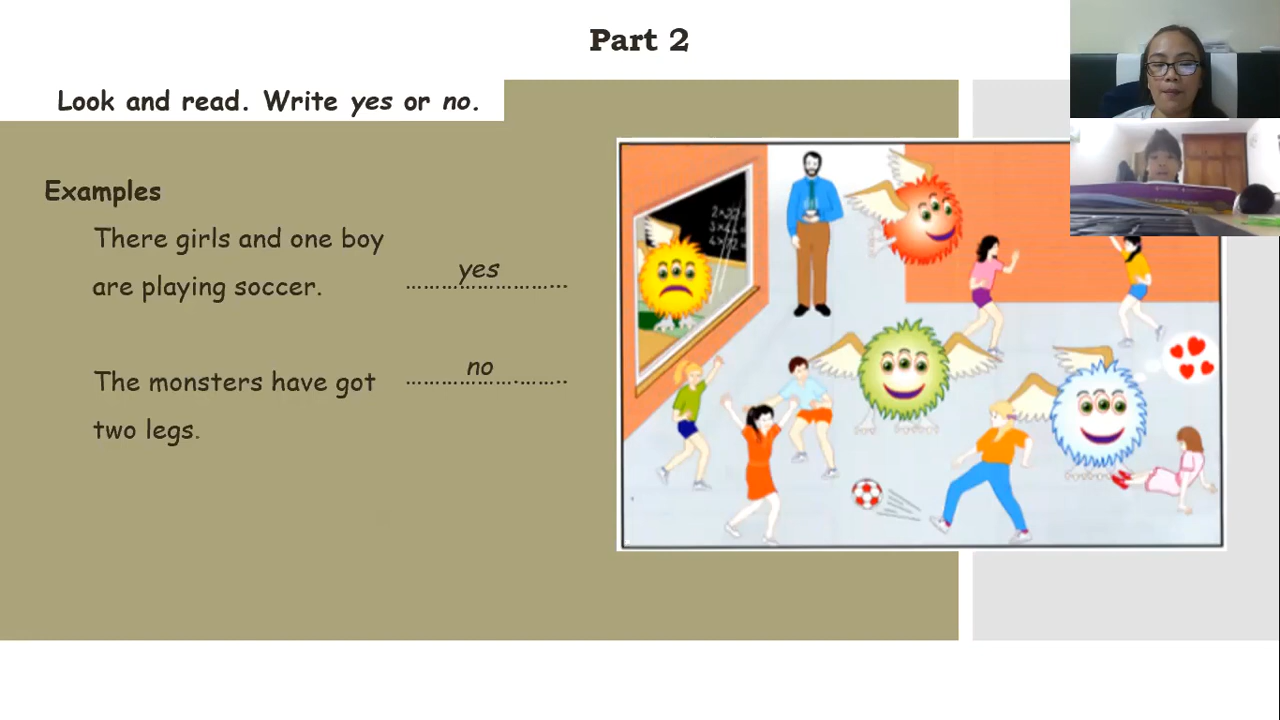 Part 2
Look and read. Write yes or no.
Examples
There girls and one boy
are playing soccer.
yes
The monsters have got
two legs.
no